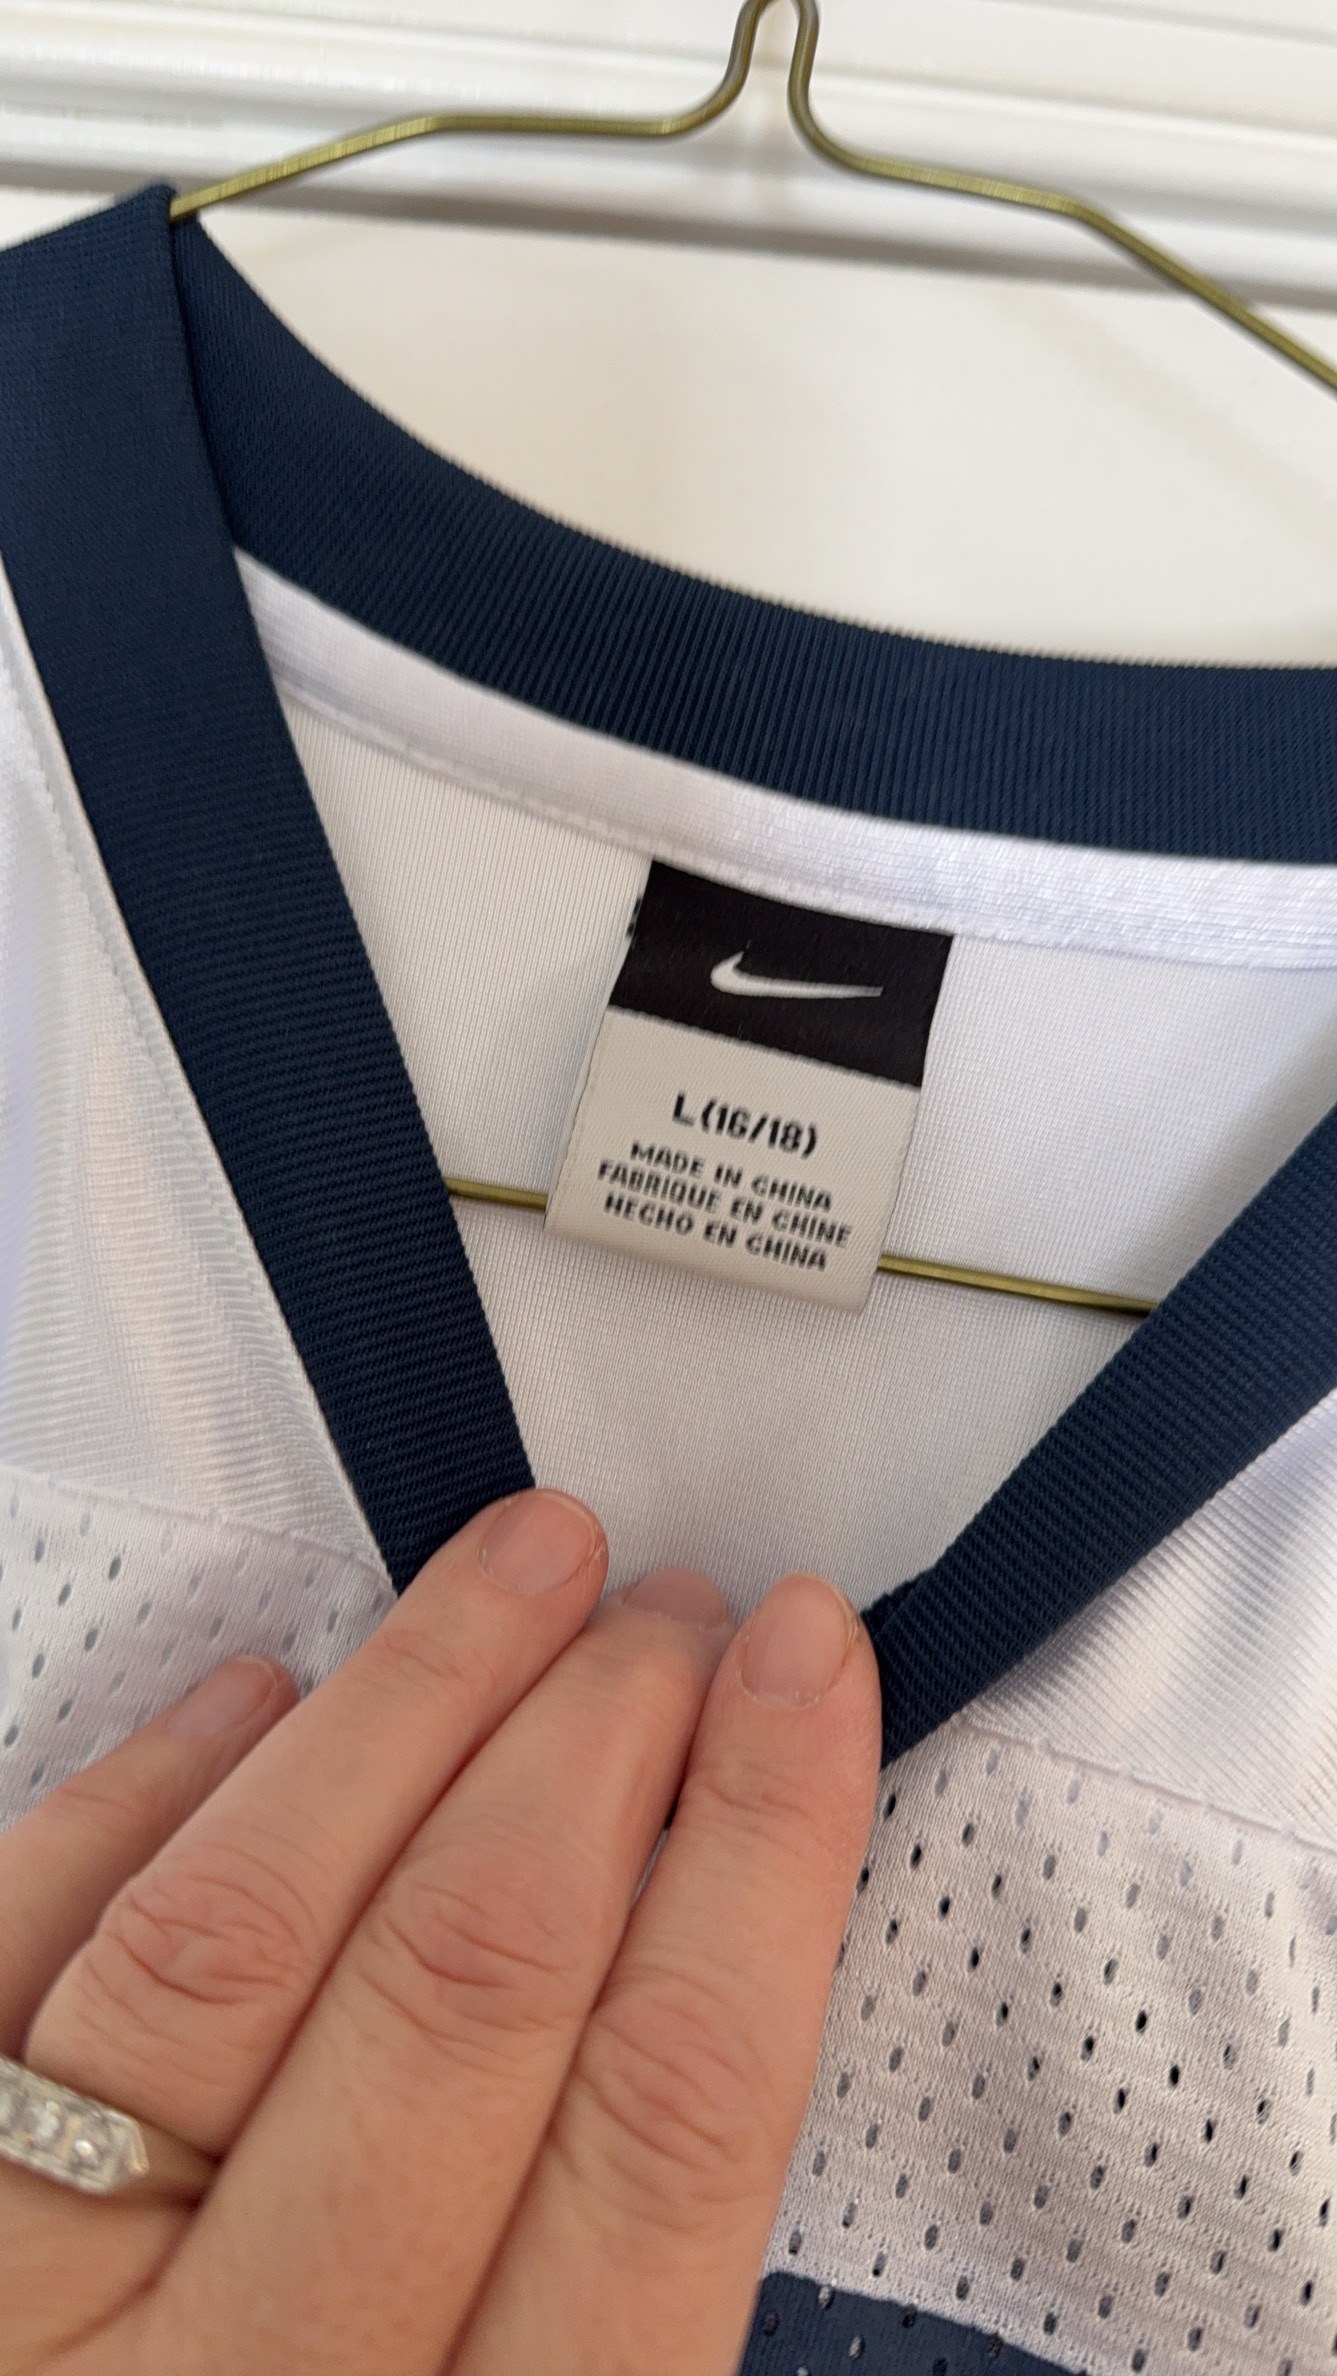 L(16/18)
MADE IN CHINA
FABRIQUE EN CHINE
HECHO EN CHINA